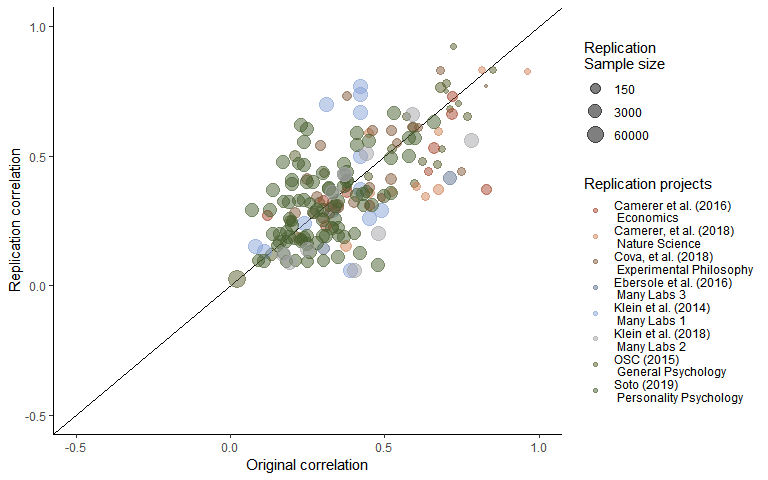 1.0
0.5
0.0
-0.5
Replication correlation
-0.5
0.0
0.5
1.0
Original correlation
Replication
Sample size
150
3000
60000
Replication projects
Camerer et al. (2016)
Economics
Camerer, et al. (2018)
Nature Science
Cova, et al. (2018)
Experimental Philosophy
Ebersole et al. (2016)
Many Labs 3
Klein et al. (2014)
Many Labs 1
Klein et al. (2018)
Many Labs 2
OSC (2015)
General Psychology
Soto (2019)
Personality Psychology